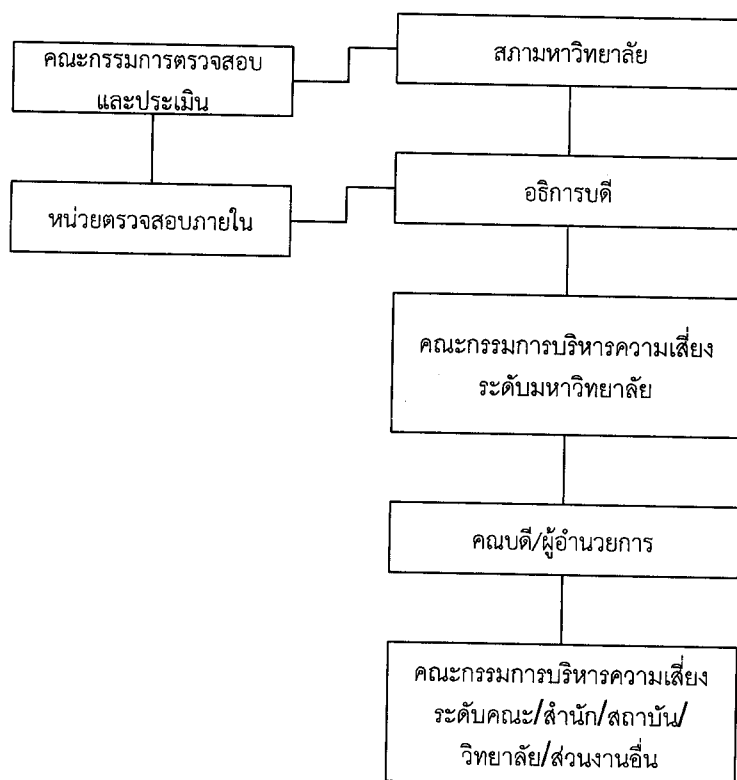 สภามหาวิทยาลัย
คณะกรรมการตรวจสอบ
และประเมิน
อธิการบดี
หน่วยตรวจสอบภายใน
คณะกรรมการบริหารความเสี่ยง
ระดับมหาวิทยาลัย
คณบดี/ผู้อำนวยการ
คณะกรรมการบริหารความเสี่ยง
ระดับคณะ/สำนัก/สถาบัน/
วิทยาลัย/ส่วนงานอื่น